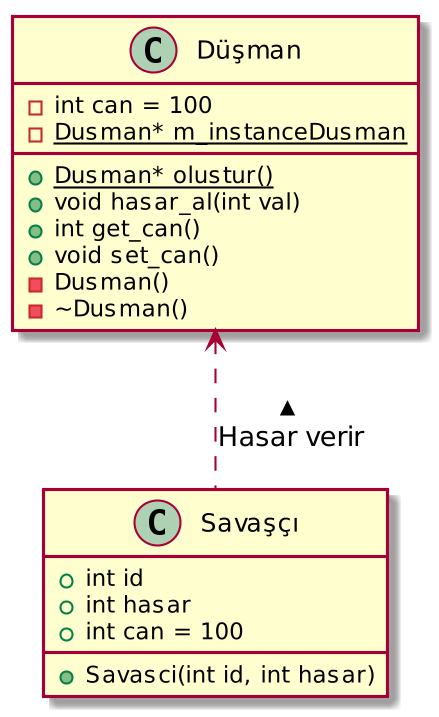 C Düşman
int can = 100
Dusman* m_instanceDusman
Dusman* olustur()
void hasar_al(int val)
int get_can()
void set_can()
Dusman()
~Dusman()
Hasar verir
C Savaşçı
int id
int hasar
int can = 100
Savasci(int id, int hasar)